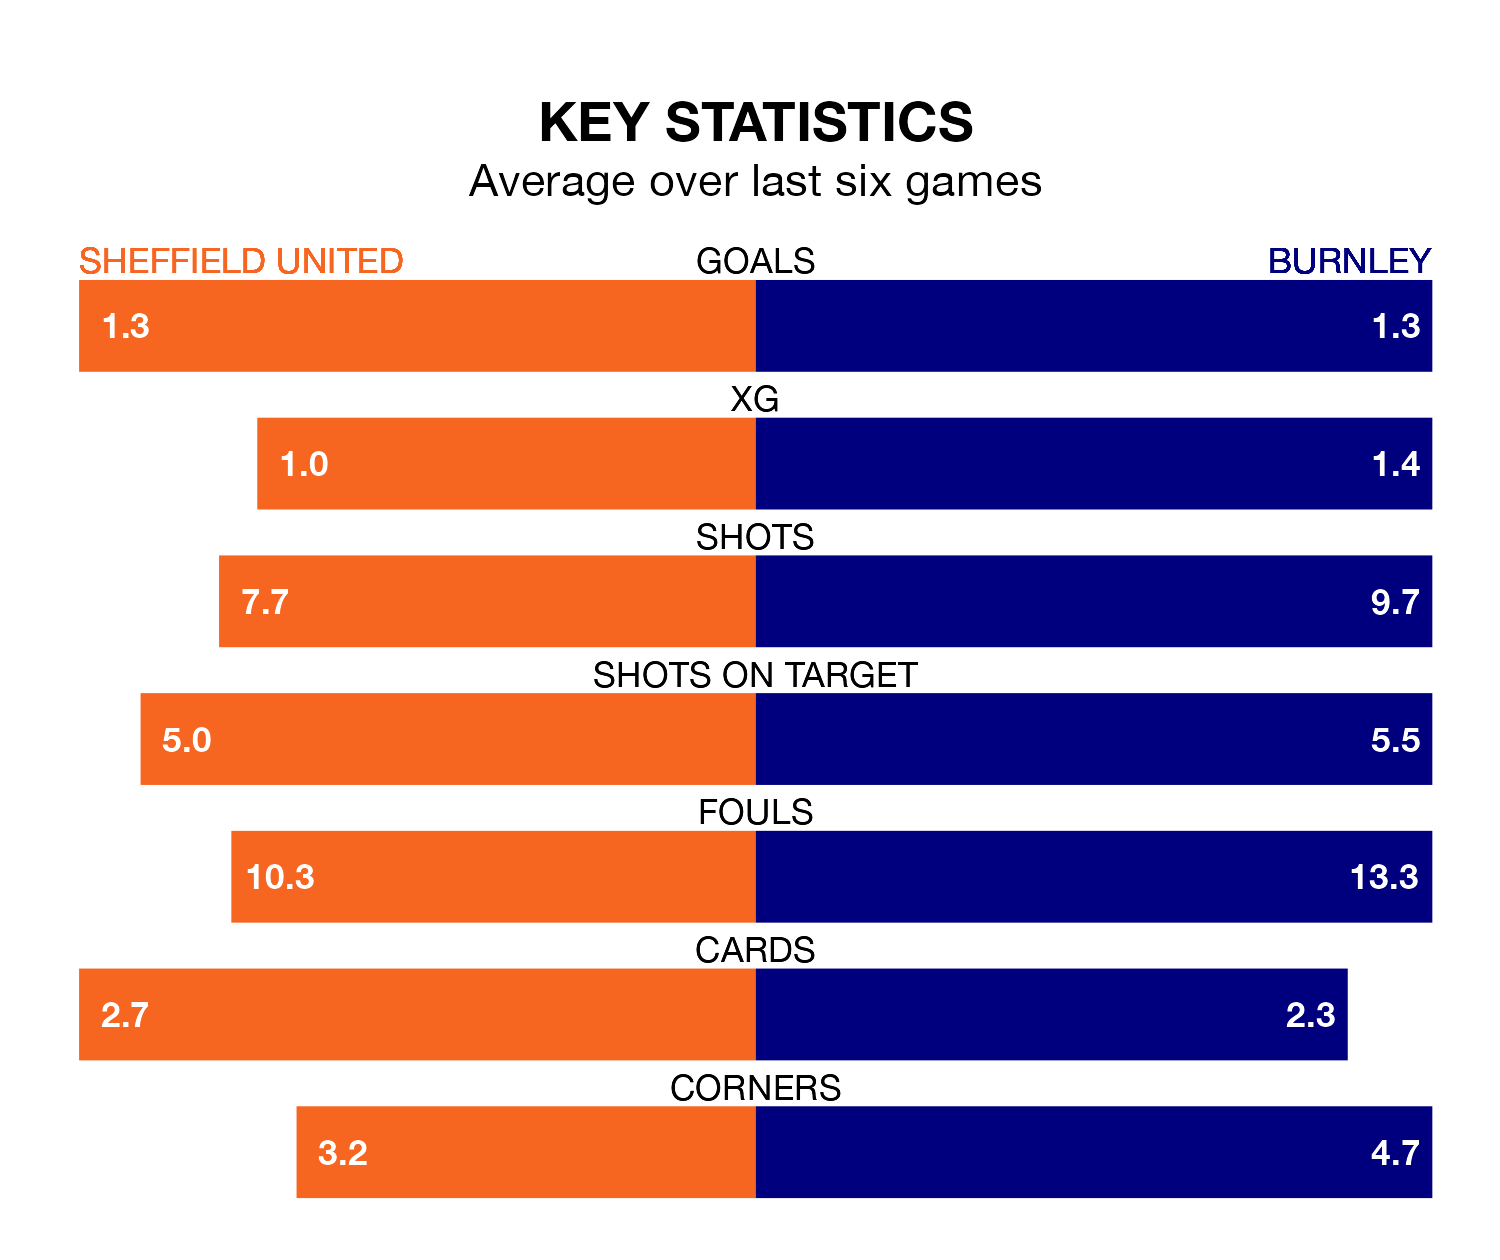 KEY STATISTICS
Average over last six games
SHEFFIELD UNITED GOALS BURNLEY
1.3 1.3
XG
1.0 1.4
SHOTS
7.7 9.7
SHOTS ON TARGET
5.0 5.5
FOULS
10.3 13.3
CARDS
2.7 2.3
CORNERS
3.2 4.7